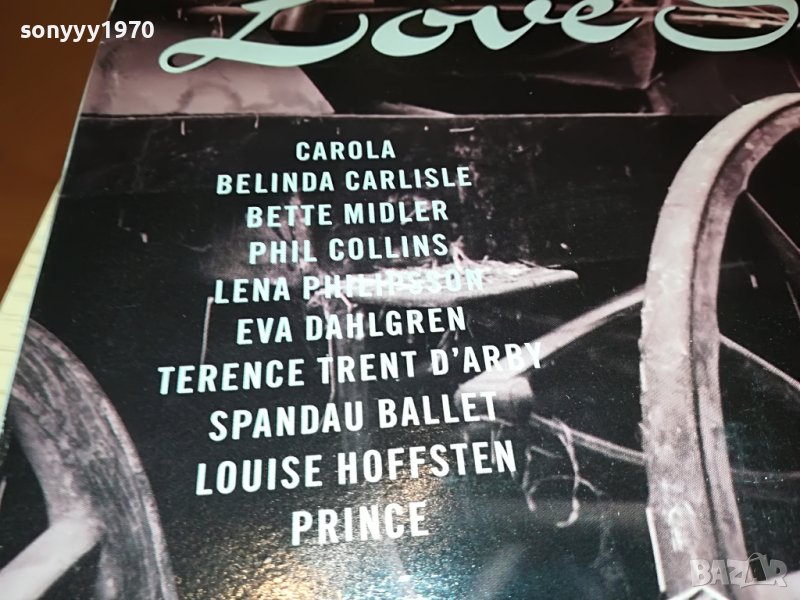 sonyyy1970
Love
CAROLA
BELINDA CARLISLE
BETTE MIDLER
PHIL COLLINS
LENA PHILIPSSON
EVA DAHLGREN
TERENCE TRENT D'ARBY
SPANDAU BALLET
LOUISE HOFFSTEN
PRINCE
BAZAR